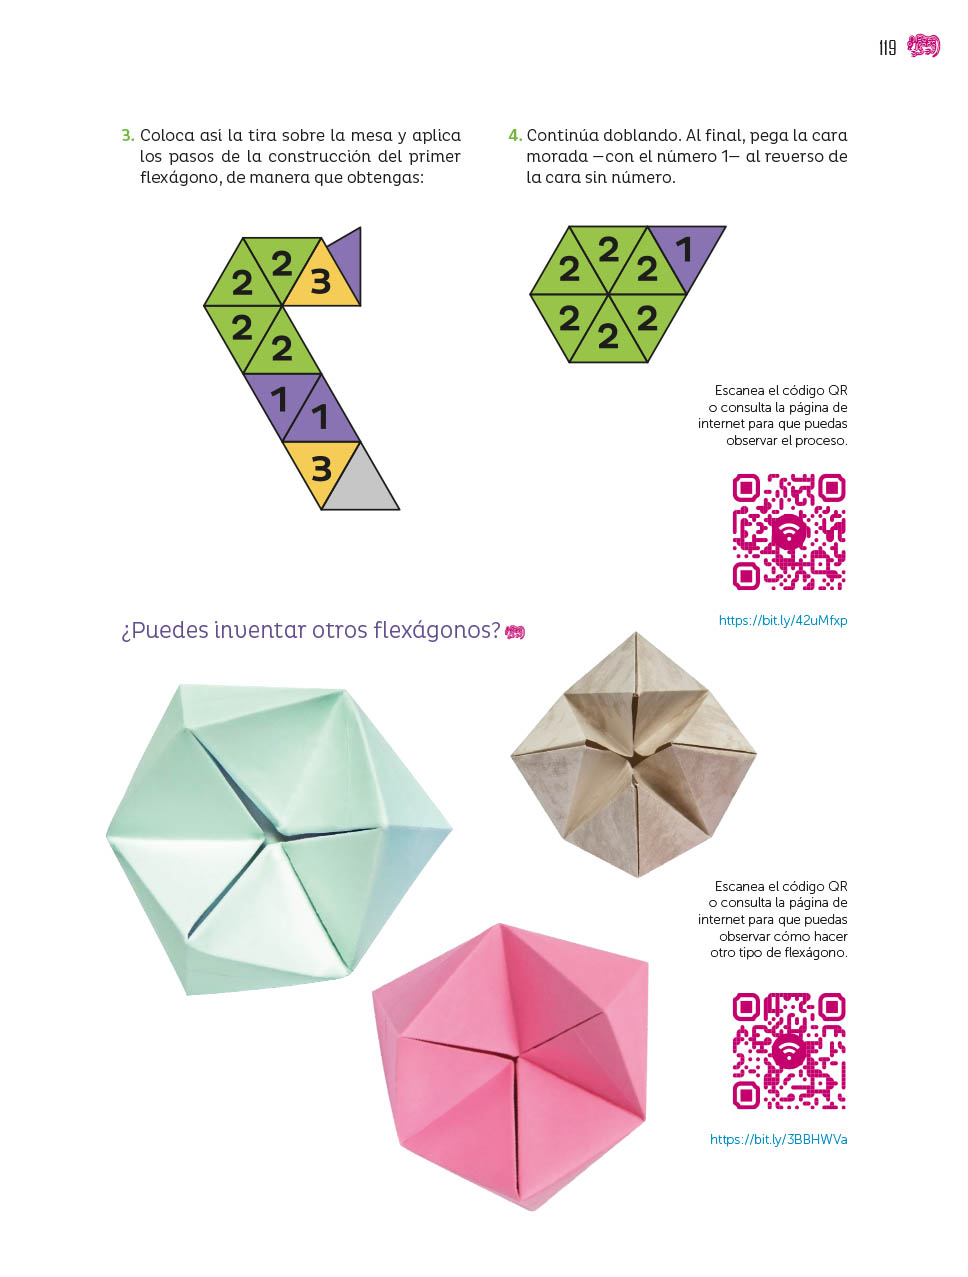 119
3. Coloca así la tira sobre la mesa y aplica
los pasos de la construcción del primer
flexágono, de manera que obtengas:
4. Continúa doblando. Al final, pega la cara
morada —con el número 1— al reverso de
la cara sin número.
2
2
3
2
2
1
1
3
2
2
2
1
2
2
2
Escanea el código QR
o consulta la página de
internet para que puedas
observar el proceso.
https://bit.ly/42uMfxp
¿Puedes inventar otros flexágonos?
Escanea el código QR
o consulta la página de
internet para que puedas
observar cómo hacer
otro tipo de flexágono.
https://bit.ly/3BBHWVa